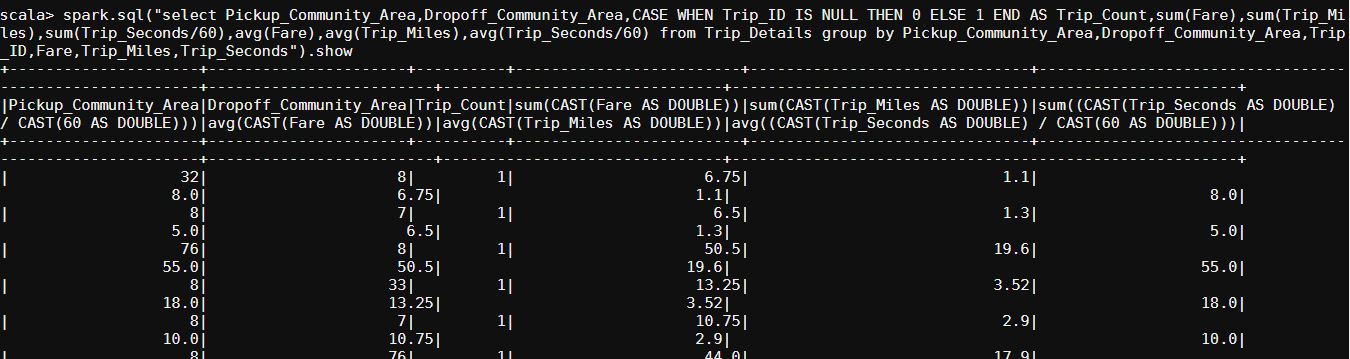 scala> spark.sql("select Pickup_Community_Area,Dropoff_Community_Area,CASE WHEN Trip_ID IS NULL THEN 0 ELSE 1 END AS Trip_Count,sum(Fare),sum(Trip_Mi
les),sum(Trip_Seconds/60),avg(Fare),avg(Trip_Miles),avg(Trip_Seconds/60) from Trip_Details group by Pickup_Community_Area,Dropoff_Community_Area,Trip
_ID,Fare,Trip_Miles,Trip_Seconds").show
+---------------------+----------------------+----------+-------------------------+-------------------------------+---------------------------------
------------------------+-------------------------+-------------------------------+-------------------------------------------------------+
|Pickup_Community_Area|Dropoff_Community_Area|Trip_Count|sum(CAST(Fare AS DOUBLE))|sum(CAST(Trip_Miles AS DOUBLE))|sum((CAST(Trip_Seconds AS DOUBLE)
/ CAST(60 AS DOUBLE)))|avg(CAST(Fare AS DOUBLE))|avg(CAST(Trip_Miles AS DOUBLE))|avg((CAST(Trip_Seconds AS DOUBLE) / CAST(60 AS DOUBLE)))|
+---------------------+----------------------+----------+-------------------------+-------------------------------+---------------------------------
------------------------+-------------------------+-------------------------------+-------------------------------------------------------+
| 32| 8| 1| 6.75| 1.1|
8.0| 6.75| 1.1| 8.0|
| 8| 7| 1| 6.5| 1.3|
5.0| 6.5| 1.3| 5.0|
| 76| 8| 1| 50.5| 19.6|
55.0| 50.5| 19.6| 55.0|
| 8| 33| 1| 13.25| 3.52|
18.0| 13.25| 3.52| 18.0|
| 8| 7| 1| 10.75| 2.9|
10.0| 10.75| 2.9| 10.0|
| 8| 76| 1| 44.0| 17.9|